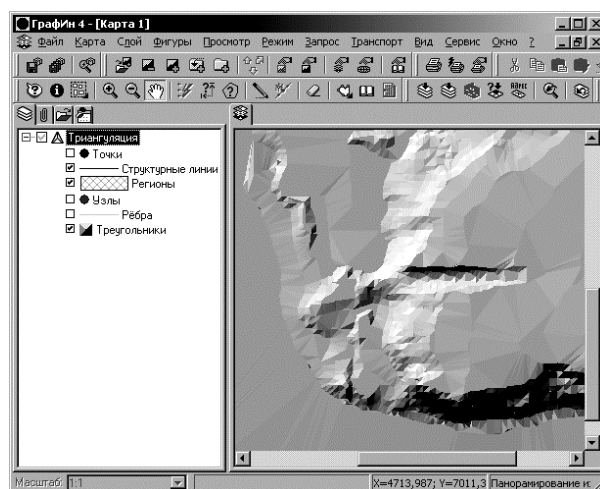 ГрафИн 4 - [Карта 1]
Файл Карта Слой Фигуры Просмотр Режим Запрос Транспорт Вид Сервис Окно ?
Триангуляция
Точки
Структурные линии
Регионы
Узлы
Рёбра
Треугольники
Масштаб: 1:1 X=4713,987; Y=7011,3 Панорамирование и: